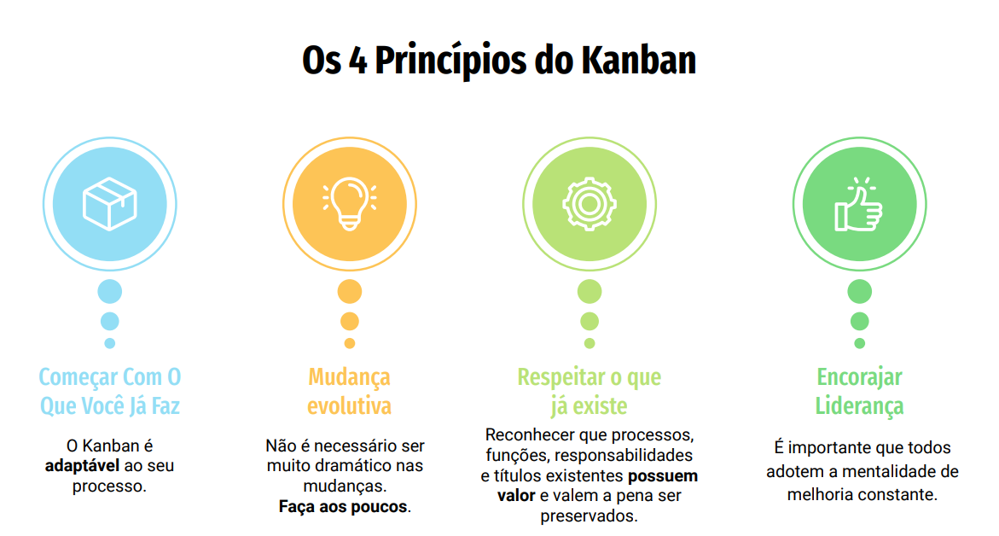 Os 4 Princípios do Kanban
Começar Com O
Que Você Já Faz
O Kanban é
adaptável ao seu
processo.
Mudança
evolutiva
Não é necessário ser
muito dramático nas
mudanças.
Faça aos poucos.
Respeitar o que
já existe
Reconhecer que processos,
funções, responsabilidades
e títulos existentes possuem
valor e valem a pena ser
preservados.
Encorajar
Liderança
É importante que todos
adotem a mentalidade de
melhoria constante.